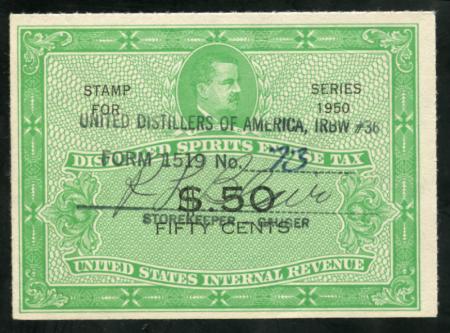 STAMP FOR
SERIES 1950
UNITED DISTILLERS OF AMERICA, IRBW #36
DISTILLED SPIRITS EXCISE TAX
FORM 1519 No. 713
$.50
STOREKEEPER - GAUGER
FIFTY CENTS
UNITED STATES INTERNAL REVENUE